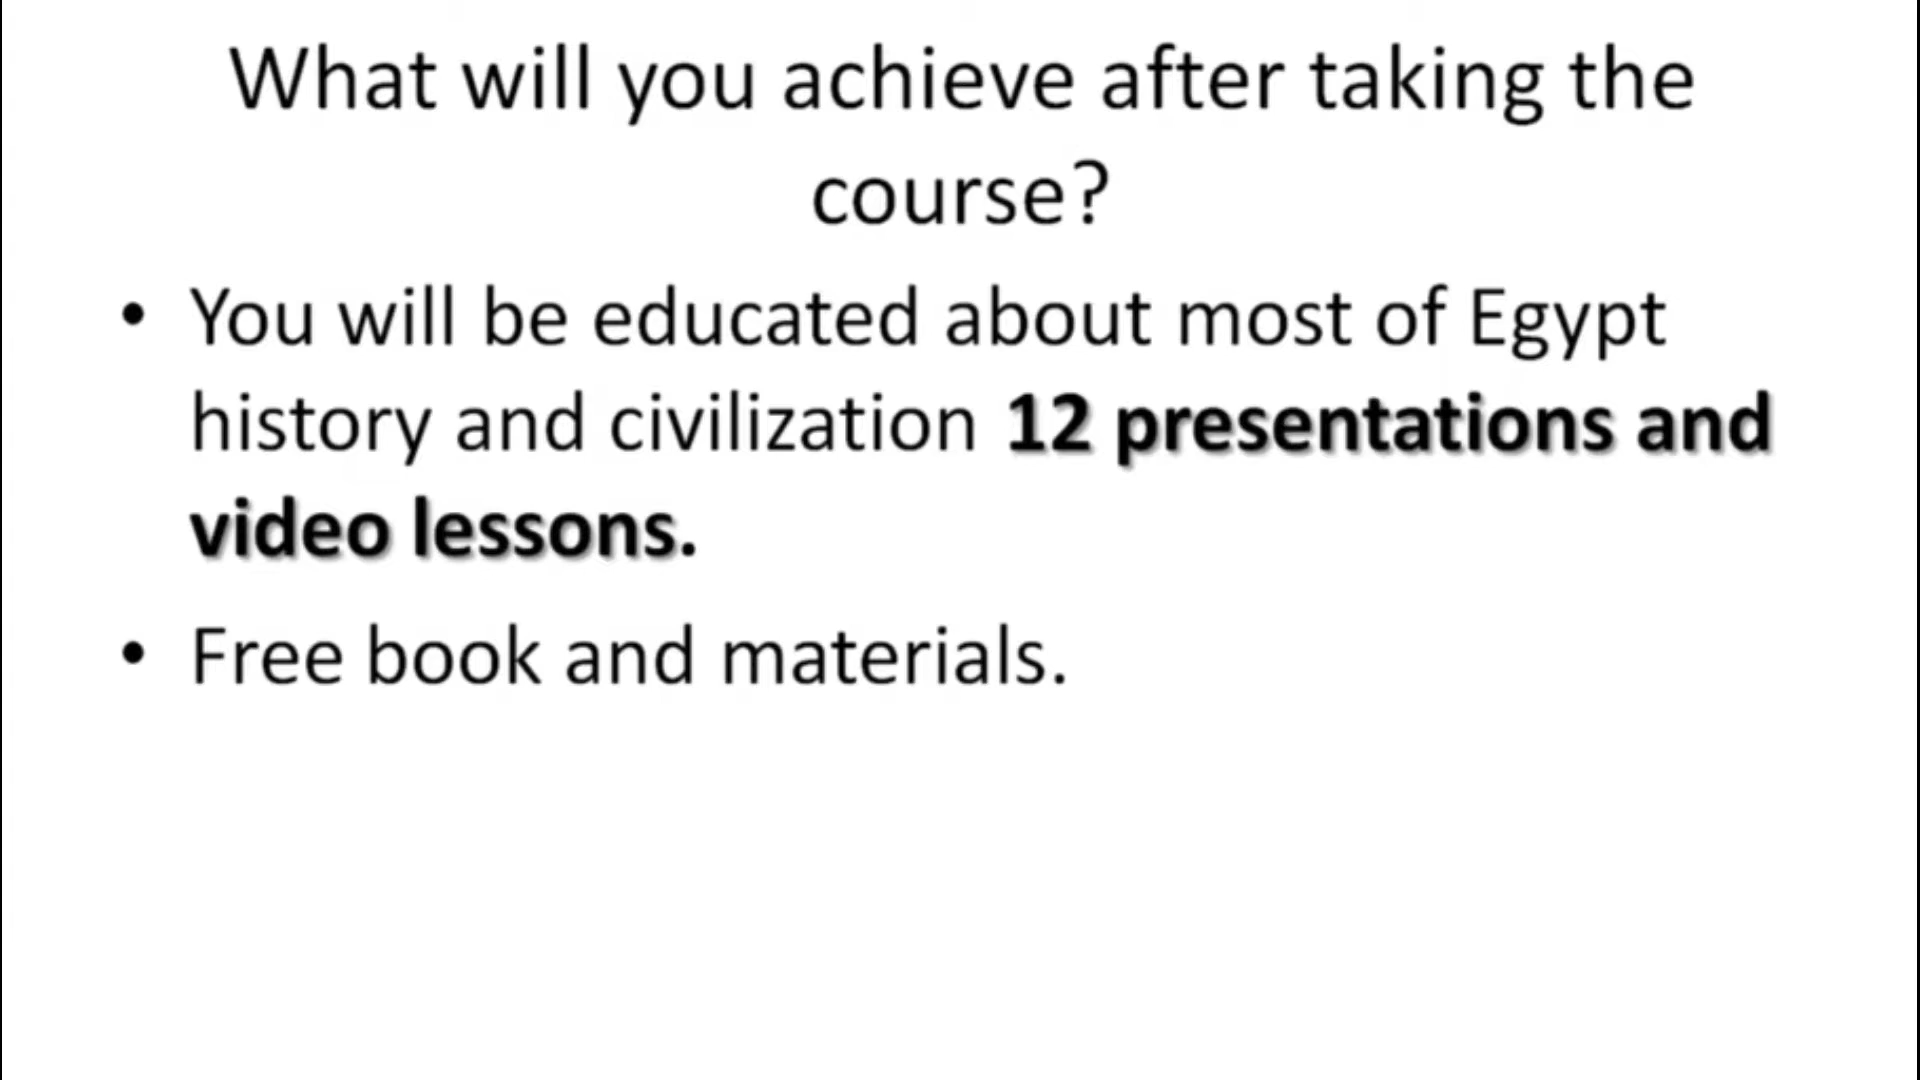 What will you achieve after taking the
course?
• You will be educated about most of Egypt
history and civilization 12 presentations and
video lessons.
• Free book and materials.